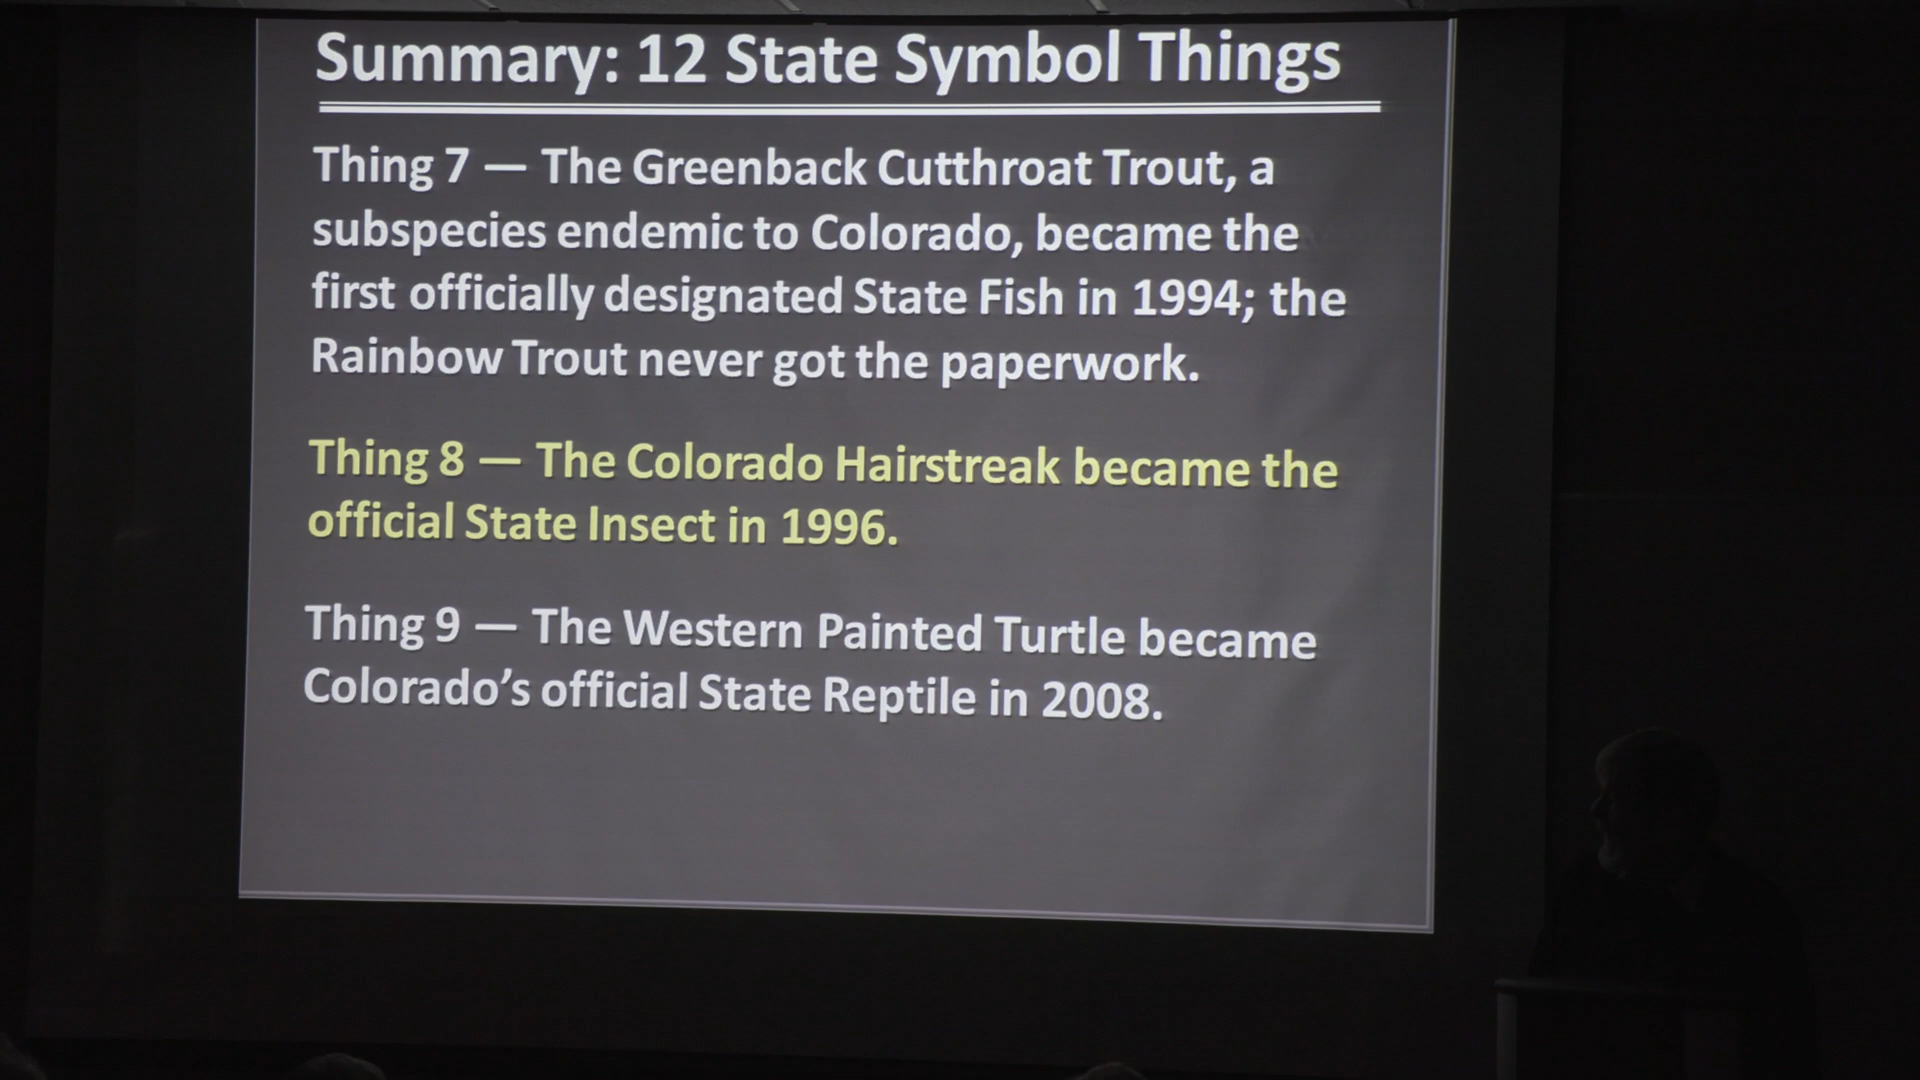 Summary: 12 State Symbol Things
Thing 7 — The Greenback Cutthroat Trout, a
subspecies endemic to Colorado, became the
first officially designated State Fish in 1994; the
Rainbow Trout never got the paperwork.
Thing 8 — The Colorado Hairstreak became the
official State Insect in 1996.
Thing 9 — The Western Painted Turtle became
Colorado’s official State Reptile in 2008.